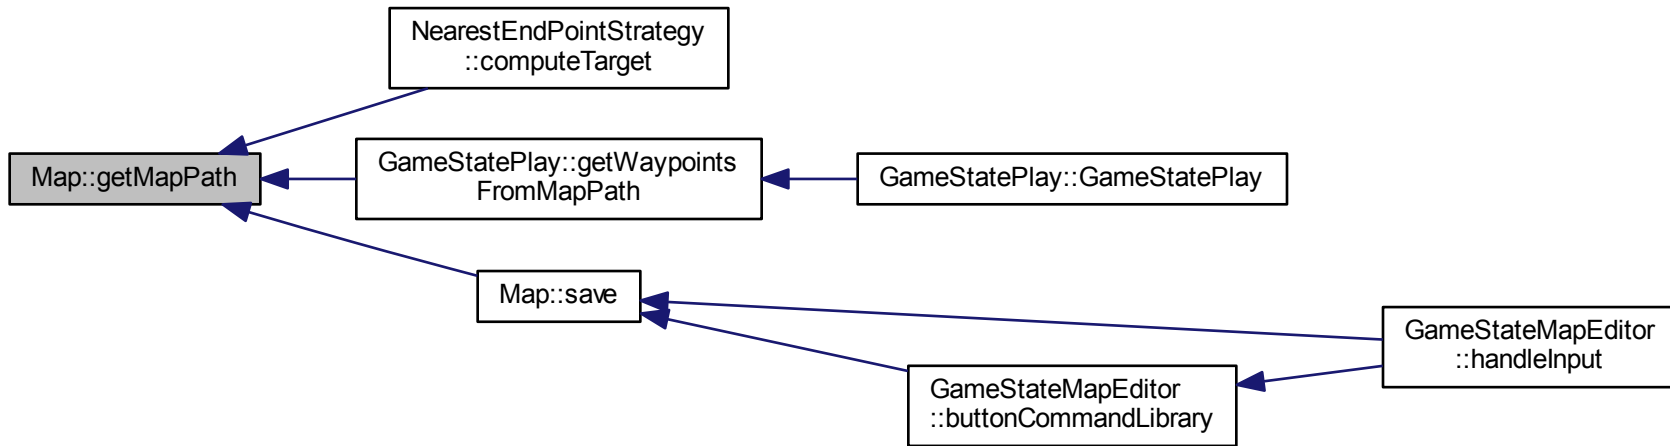 NearestEndPointStrategy
::computeTarget
Map::getMapPath
GameStatePlay::getWaypoints
FromMapPath
GameStatePlay::GameStatePlay
Map::save
GameStateMapEditor
::handleInput
GameStateMapEditor
::buttonCommandLibrary